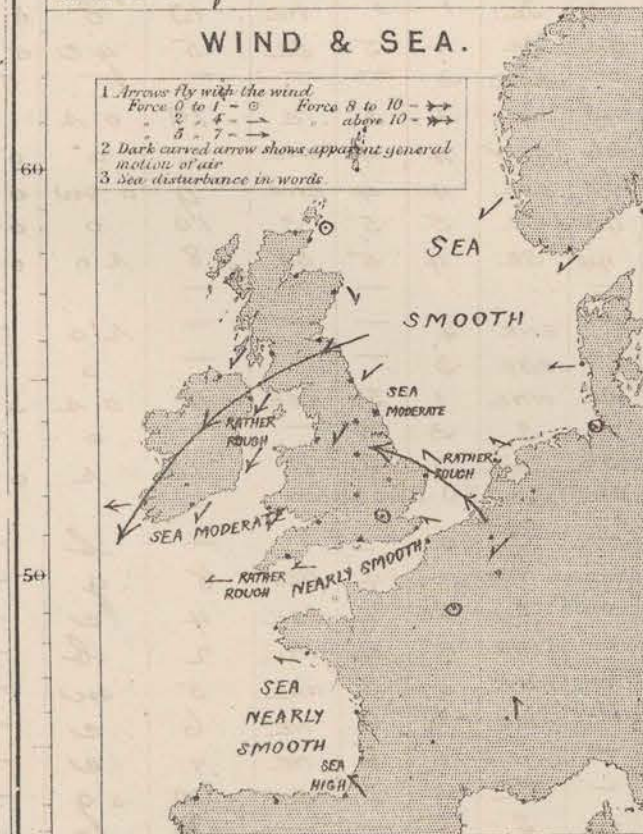 WIND & SEA.
1 Arrows fly with the wind
Force 0 to 1 - ⊙ Force 8 to 10 -
" 2 " 4 - " above 10 -
" 5 " 7 -
2 Dark curved arrow shows apparent general
motion of air
3 Sea disturbance in words.
60
SEA
SMOOTH
SEA
MODERATE
RATHER
ROUGH
RATHER
ROUGH
SEA MODERATE
50
RATHER
ROUGH
NEARLY SMOOTH
SEA
NEARLY
SMOOTH
SEA
HIGH